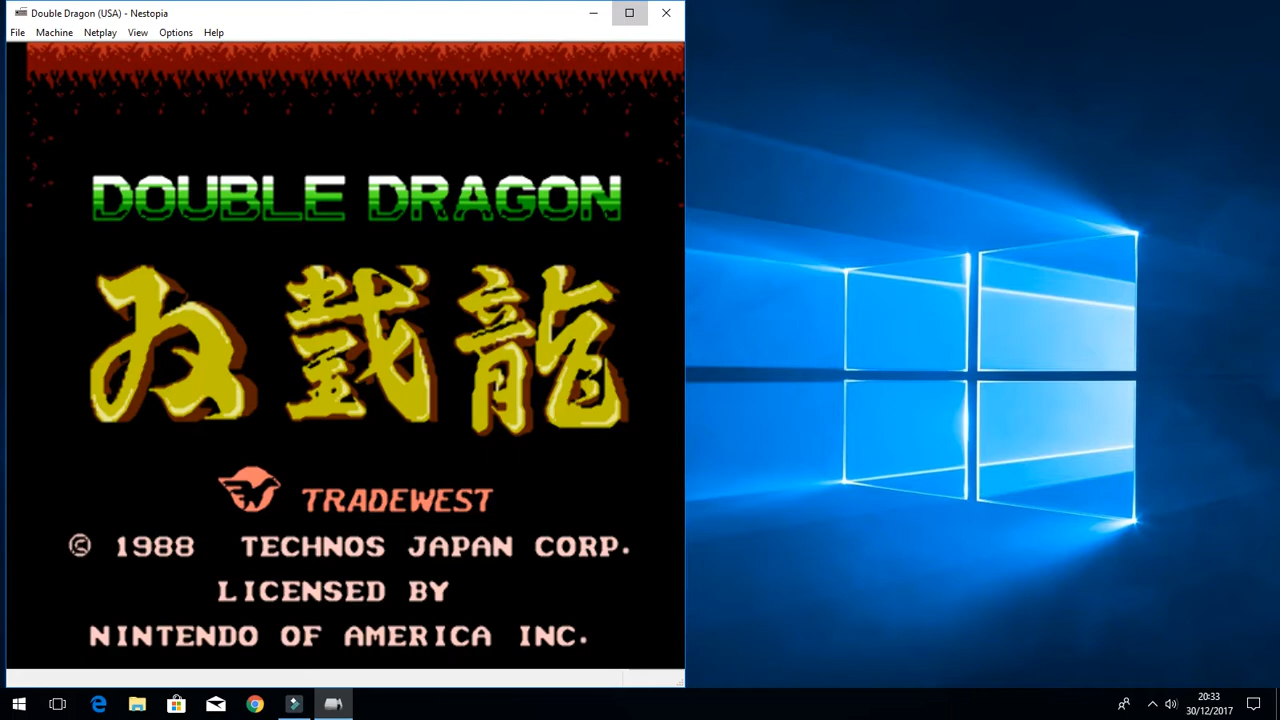 Double Dragon (USA) - Nestopia
File Machine Netplay View Options Help
DOUBLE DRAGON
双截龍
TRADEWEST
© 1988 TECHNOS JAPAN CORP.
LICENSED BY
NINTENDO OF AMERICA INC.
20:33
30/12/2017